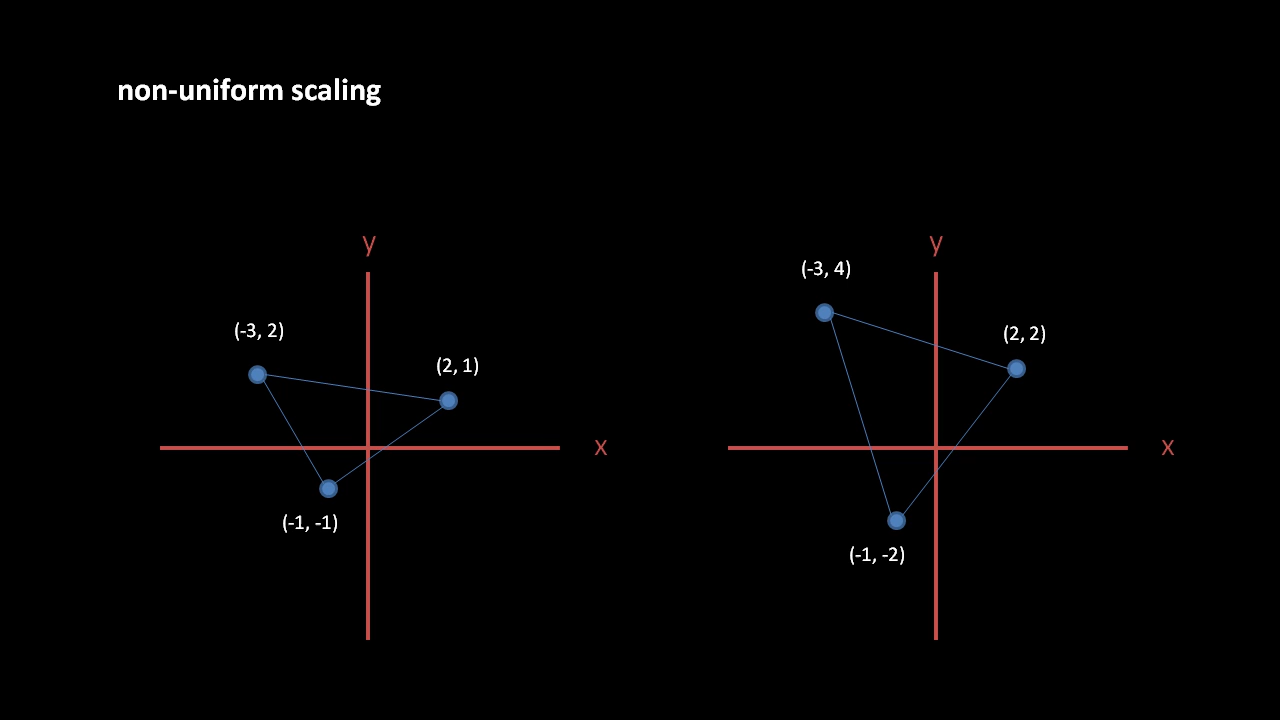 non-uniform scaling
y
(-3, 2)
(2, 1)
x
(-1, -1)
y
(-3, 4)
(2, 2)
x
(-1, -2)